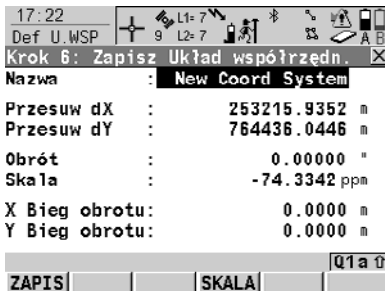 17:22
Def U.WSP 9 L1= 7 L2= 7 A B
Krok 6: Zapisz Układ współrzędn. X
Nazwa : New Coord System
Przesuw dX : 253215.9352 m
Przesuw dY : 764436.0446 m
Obrót : 0.00000 "
Skala : -74.3342 ppm
X Bieg obrotu: 0.0000 m
Y Bieg obrotu: 0.0000 m
Q1a⇧
ZAPIS SKALA